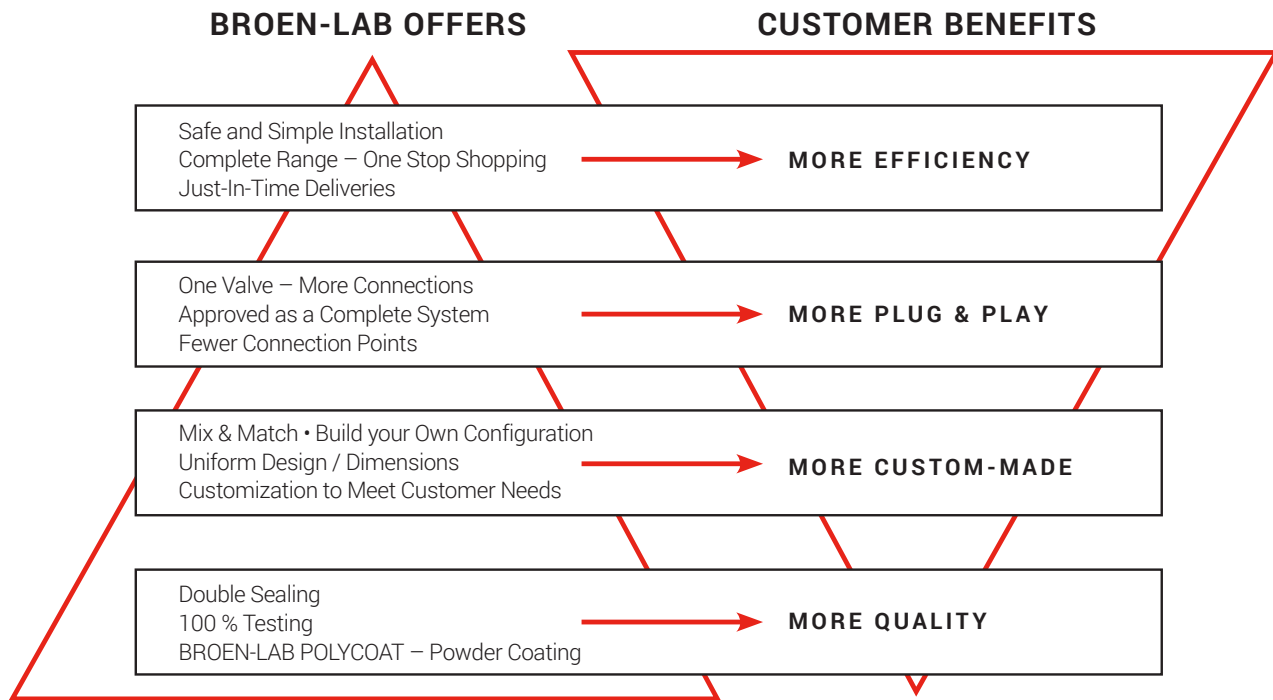 BROEN-LAB OFFERS
CUSTOMER BENEFITS
Safe and Simple Installation
Complete Range – One Stop Shopping
Just-In-Time Deliveries
MORE EFFICIENCY
One Valve – More Connections
Approved as a Complete System
Fewer Connection Points
MORE PLUG & PLAY
Mix & Match • Build your Own Configuration
Uniform Design / Dimensions
Customization to Meet Customer Needs
MORE CUSTOM-MADE
Double Sealing
100 % Testing
BROEN-LAB POLYCOAT – Powder Coating
MORE QUALITY